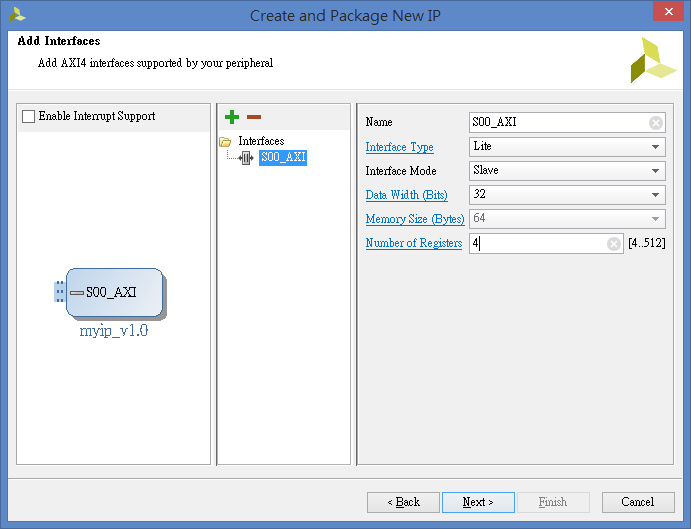 Create and Package New IP
Add Interfaces
Add AXI4 interfaces supported by your peripheral
Enable Interrupt Support
S00_AXI
myip_v1.0
Interfaces
S00_AXI
Name S00_AXI
Interface Type Lite
Interface Mode Slave
Data Width (Bits) 32
Memory Size (Bytes) 64
Number of Registers 4 [4..512]
< Back Next > Finish Cancel